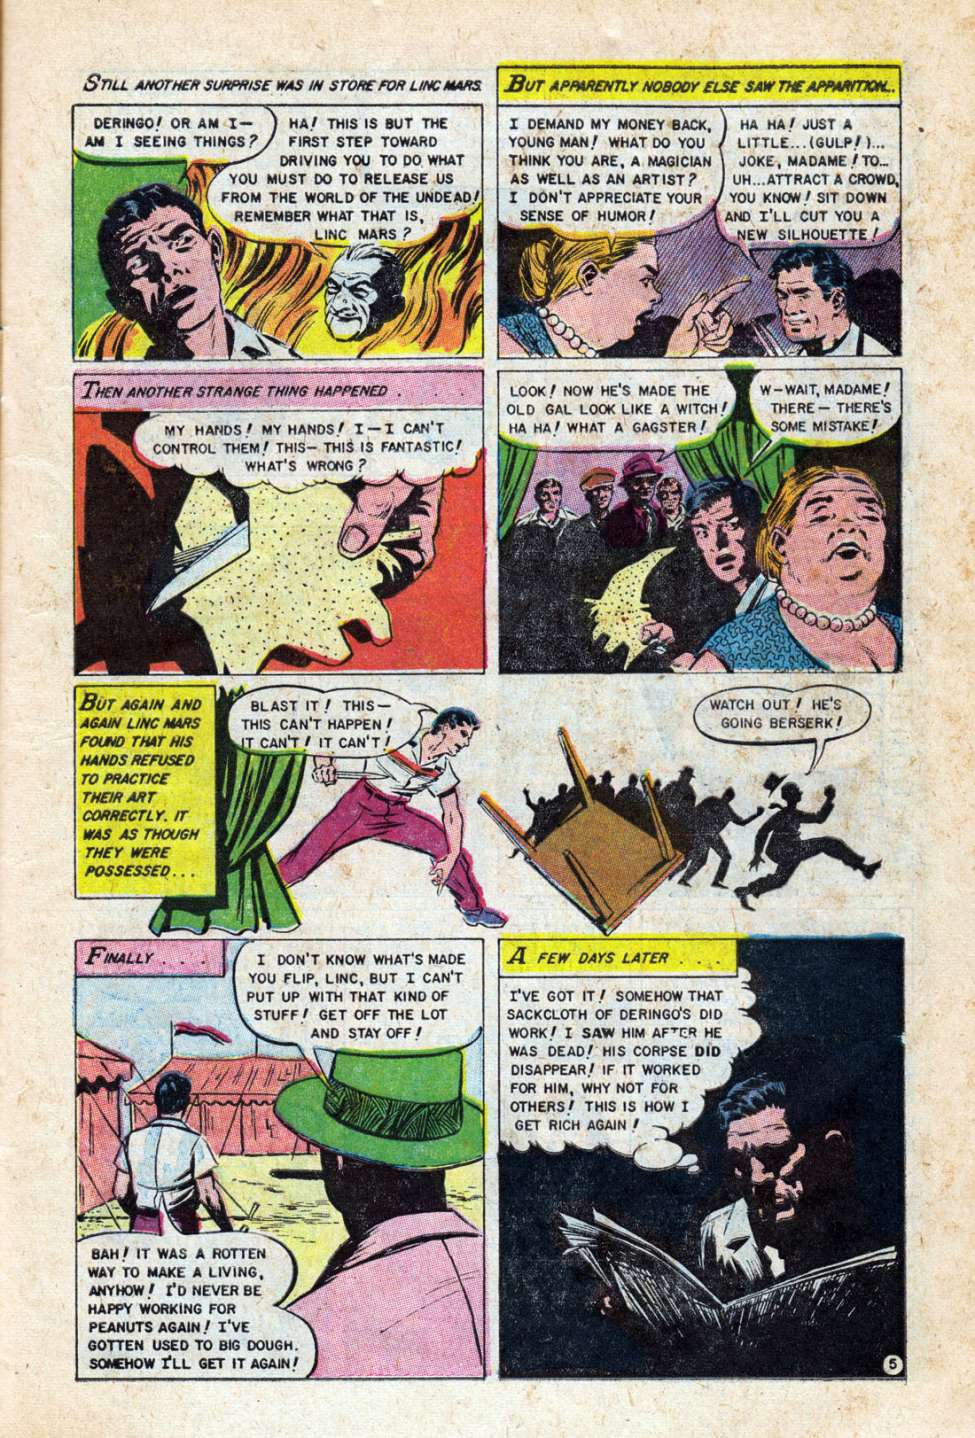 STILL ANOTHER SURPRISE WAS IN STORE FOR LINC MARS.
DERINGO! OR AM I—
AM I SEEING THINGS?
HA! THIS IS BUT THE
FIRST STEP TOWARD
DRIVING YOU TO DO WHAT
YOU MUST DO TO RELEASE US
FROM THE WORLD OF THE UNDEAD!
REMEMBER WHAT THAT IS,
LINC MARS?
BUT APPARENTLY NOBODY ELSE SAW THE APPARITION...
I DEMAND MY MONEY BACK,
YOUNG MAN! WHAT DO YOU
THINK YOU ARE, A MAGICIAN
AS WELL AS AN ARTIST?
I DON'T APPRECIATE YOUR
SENSE OF HUMOR!
HA HA! JUST A
LITTLE...(GULP!)...
JOKE, MADAME! TO...
UH...ATTRACT A CROWD,
YOU KNOW! SIT DOWN
AND I'LL CUT YOU A
NEW SILHOUETTE!
THEN ANOTHER STRANGE THING HAPPENED . . . .
MY HANDS! MY HANDS! I—I CAN'T
CONTROL THEM! THIS—THIS IS FANTASTIC!
WHAT'S WRONG?
LOOK! NOW HE'S MADE THE
OLD GAL LOOK LIKE A WITCH!
HA HA! WHAT A GAGSTER!
W-WAIT, MADAME!
THERE—THERE'S
SOME MISTAKE!
BUT AGAIN AND
AGAIN LINC MARS
FOUND THAT HIS
HANDS REFUSED
TO PRACTICE
THEIR ART
CORRECTLY. IT
WAS AS THOUGH
THEY WERE
POSSESSED...
BLAST IT! THIS—
THIS CAN'T HAPPEN!
IT CAN'T! IT CAN'T!
WATCH OUT! HE'S
GOING BERSERK!
FINALLY . . .
I DON'T KNOW WHAT'S MADE
YOU FLIP, LINC, BUT I CAN'T
PUT UP WITH THAT KIND OF
STUFF! GET OFF THE LOT
AND STAY OFF!
BAH! IT WAS A ROTTEN
WAY TO MAKE A LIVING,
ANYHOW! I'D NEVER BE
HAPPY WORKING FOR
PEANUTS AGAIN! I'VE
GOTTEN USED TO BIG DOUGH.
SOMEHOW I'LL GET IT AGAIN!
A FEW DAYS LATER . . .
I'VE GOT IT! SOMEHOW THAT
SACKCLOTH OF DERINGO'S DID
WORK! I SAW HIM AFTER HE
WAS DEAD! HIS CORPSE DID
DISAPPEAR! IF IT WORKED
FOR HIM, WHY NOT FOR
OTHERS! THIS IS HOW I
GET RICH AGAIN!
5